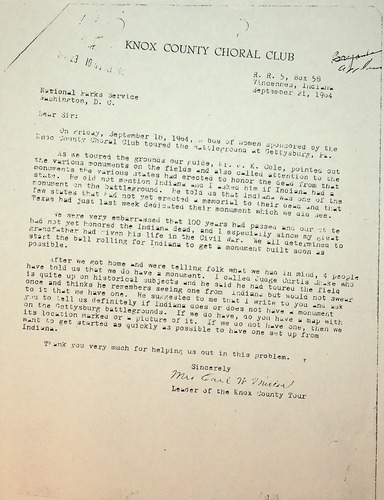 KNOX COUNTY CHORAL CLUB
R. R. 5, Box 58
Vincennes, Indiana
September 21, 1964
National Parks Service
Washington, D. C.
Dear Sir:
On Friday, September 18, 1964, a bus of women sponsored by the
Knox County Choral Club toured the Battleground at Gettysburg, Pa.
As we toured the grounds our guide, Mr. Cole, pointed out
the various monuments on the fields and also called attention to the
monuments the various States had erected to honor the dead from that
state. He did not mention Indiana and I asked him if Indiana had a
monument on the battleground. He told us that Indiana was one of the
few states that had not yet erected a memorial to their dead and that
Texas had just last week dedicated their monument which we did see.
We were very embarrassed that 100 years had passed and our state
had not yet honored the Indiana dead, and I especially since my great
grandfather had given his life in the Civil War. We all determined to
start the ball rolling for Indiana to get a monument built soon as
possible.
After we got home and were telling folk what we had in mind, 4 people
have told us that we do have a monument. I called Judge Curtis Shake who
is quite up on historical subjects and he said he had toured the field
once and thinks he remembers seeing one from Indiana but would not swear
to it that we have one. He suggested to me that I write to you and ask
you to tell us definitely if Indiana does or does not have a monument
on the Gettysburg battlegrounds. If we do have, do you have a map with
its location marked or a picture of it. If we do not have one, then we
want to get started as quickly as possible to have one set up from
Indiana.
Thank you very much for helping us out in this problem.
Sincerely
Mrs Carl W Miller
Leader of the Knox County Tour